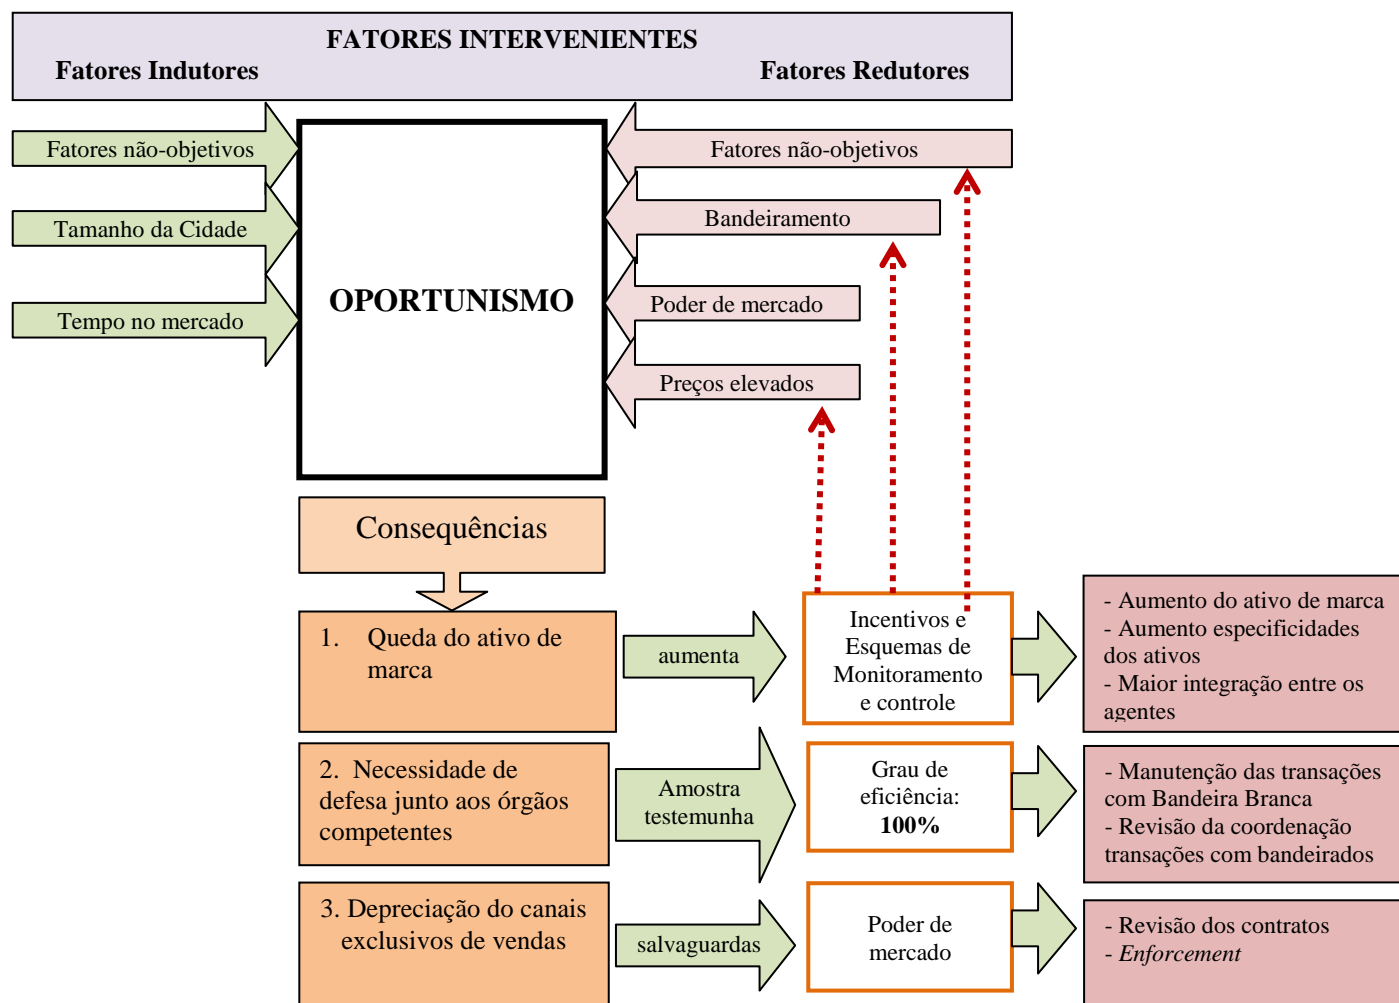 FATORES INTERVENIENTES
Fatores Indutores
Fatores Redutores
Fatores não-objetivos
Tamanho da Cidade
Tempo no mercado
OPORTUNISMO
Fatores não-objetivos
Bandeiramento
Poder de mercado
Preços elevados
Consequências
1. Queda do ativo de
marca
aumenta
Incentivos e
Esquemas de
Monitoramento
e controle
- Aumento do ativo de marca
- Aumento especificidades
dos ativos
- Maior integração entre os
agentes
2. Necessidade de
defesa junto aos órgãos
competentes
Amostra
testemunha
Grau de
eficiência:
100%
- Manutenção das transações
com Bandeira Branca
- Revisão da coordenação
transações com bandeirados
3. Depreciação do canais
exclusivos de vendas
salvaguardas
Poder de
mercado
- Revisão dos contratos
- Enforcement